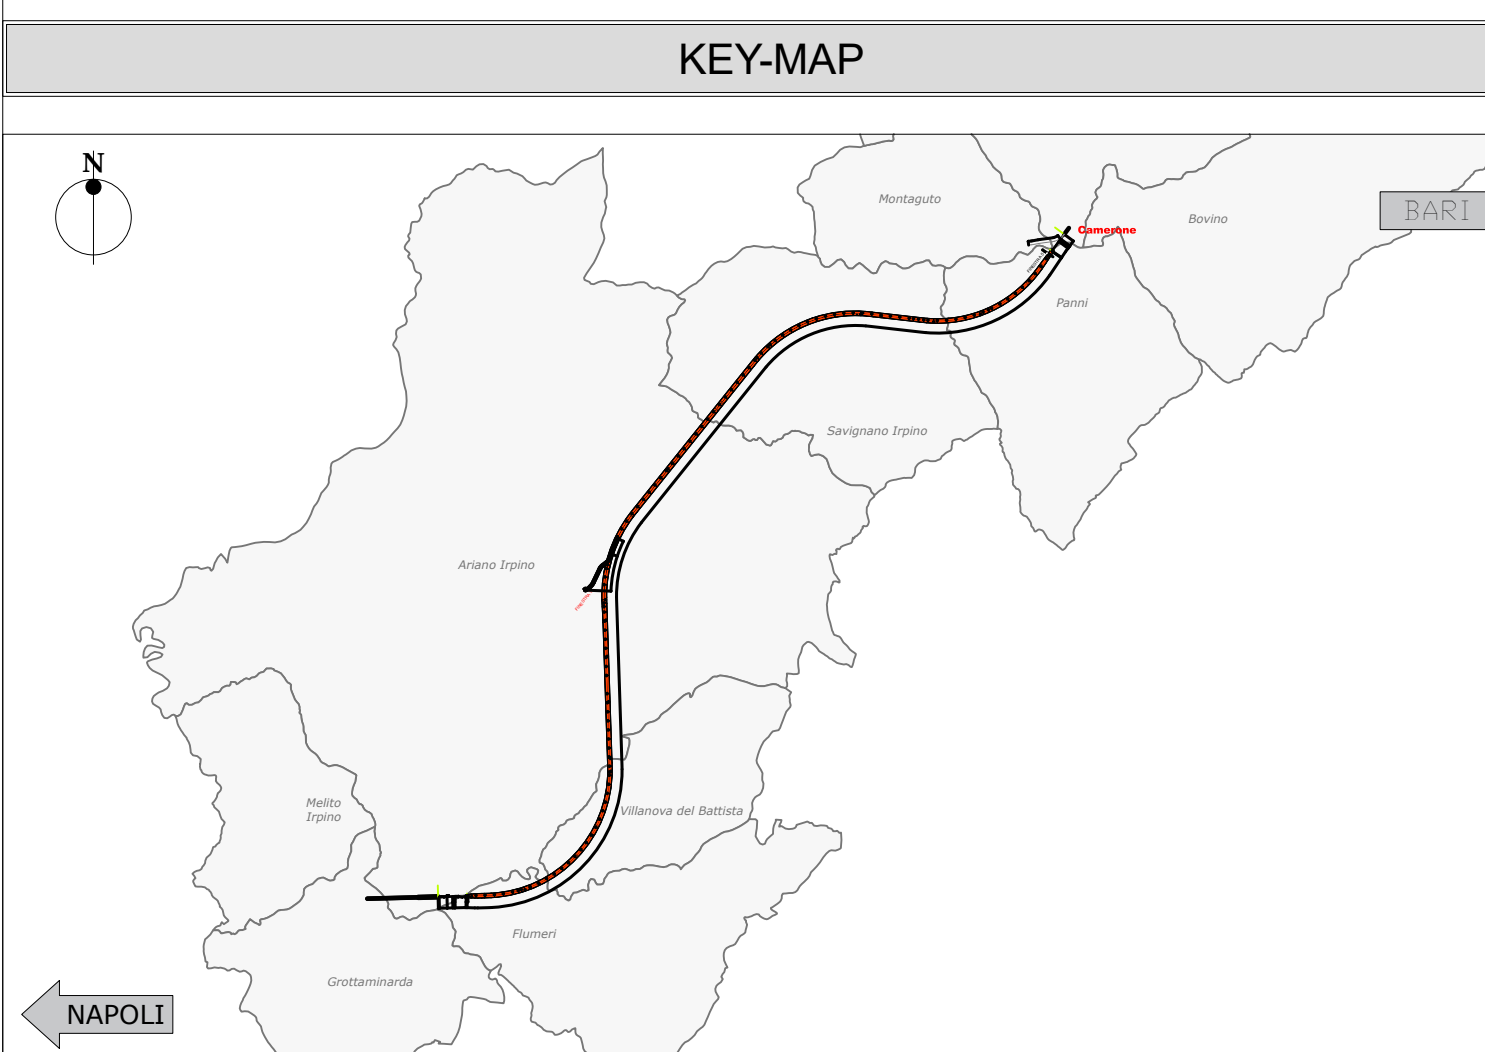 KEY-MAP
N
Montaguto
Bovino
BARI
Camerone
Panni
Savignano Irpino
Ariano Irpino
Melito
Irpino
Villanova del Battista
Flumeri
Grottaminarda
NAPOLI